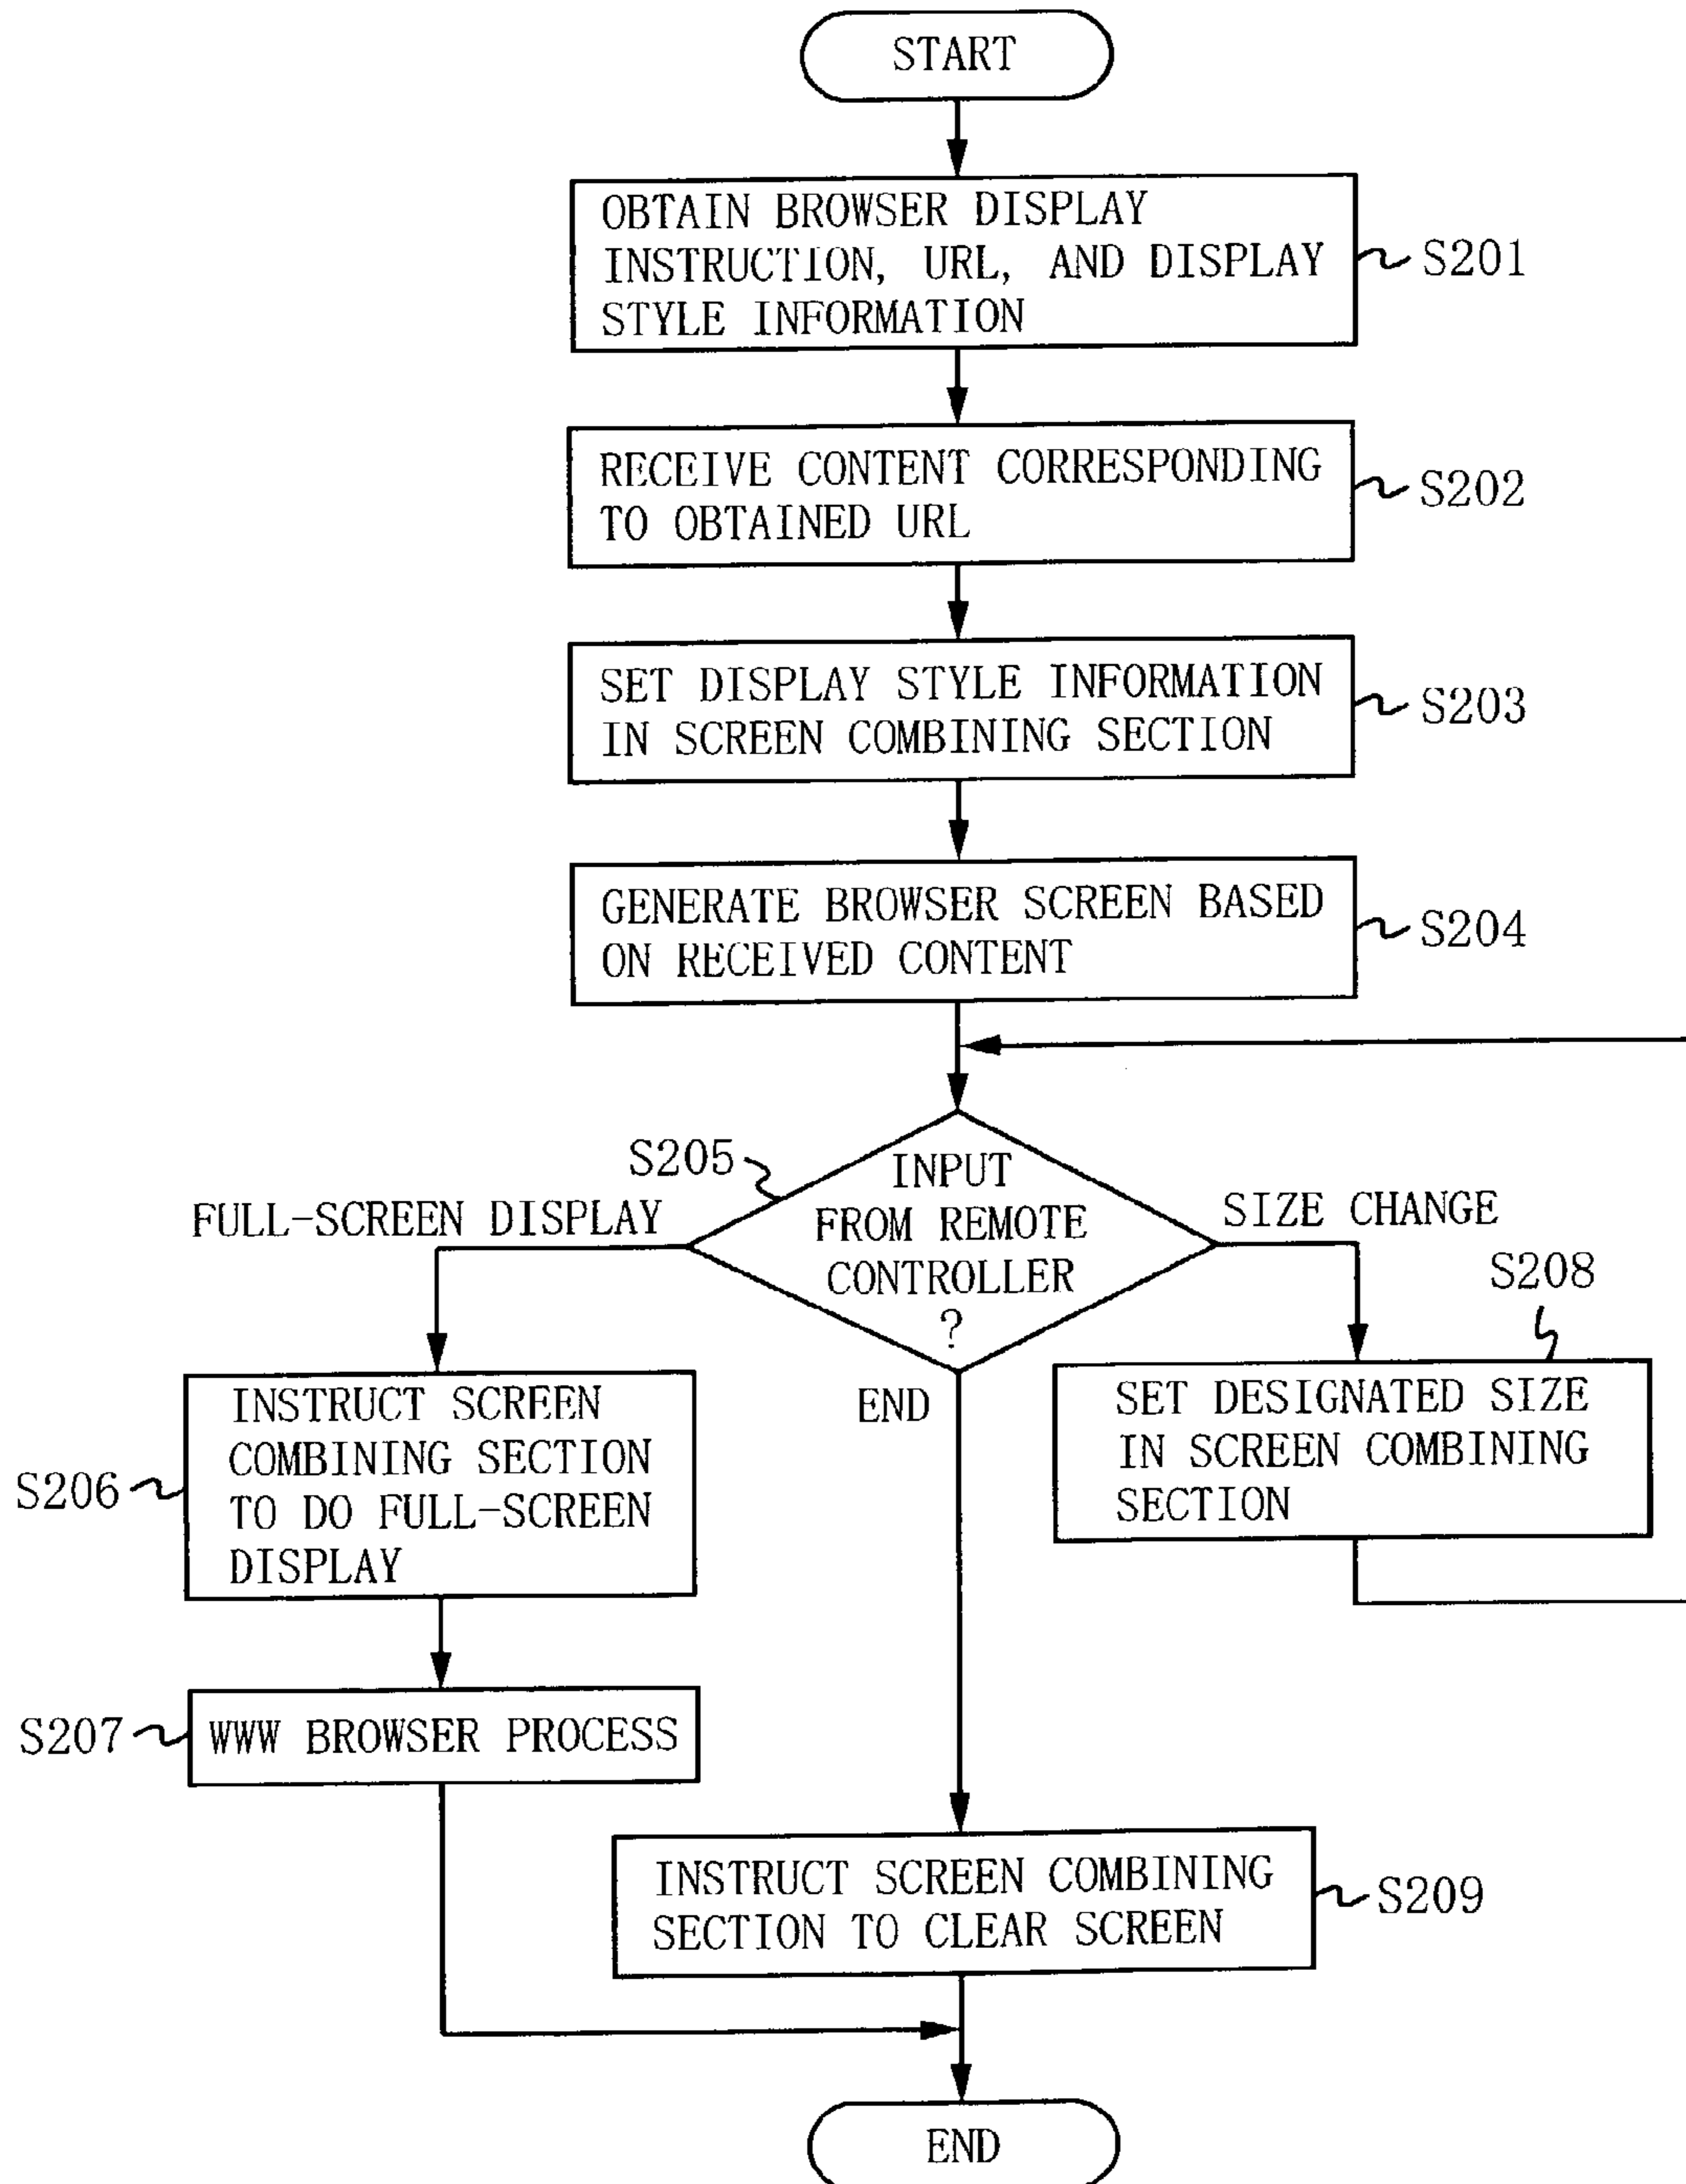 START
OBTAIN BROWSER DISPLAY
INSTRUCTION, URL, AND DISPLAY
STYLE INFORMATION
S201
RECEIVE CONTENT CORRESPONDING
TO OBTAINED URL
S202
SET DISPLAY STYLE INFORMATION
IN SCREEN COMBINING SECTION
S203
GENERATE BROWSER SCREEN BASED
ON RECEIVED CONTENT
S204
S205
INPUT
FROM REMOTE
CONTROLLER
?
FULL-SCREEN DISPLAY
SIZE CHANGE
END
S208
SET DESIGNATED SIZE
IN SCREEN COMBINING
SECTION
INSTRUCT SCREEN
COMBINING SECTION
TO DO FULL-SCREEN
DISPLAY
S206
S207
WWW BROWSER PROCESS
INSTRUCT SCREEN COMBINING
SECTION TO CLEAR SCREEN
S209
END